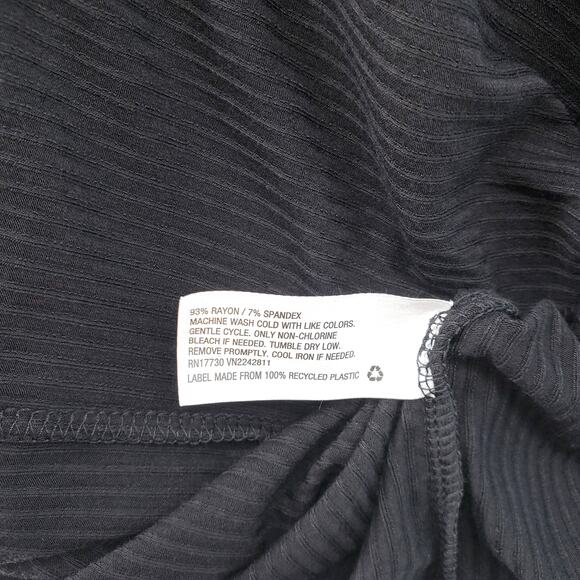 93% RAYON / 7% SPANDEX
MACHINE WASH COLD WITH LIKE COLORS.
GENTLE CYCLE. ONLY NON-CHLORINE
BLEACH IF NEEDED. TUMBLE DRY LOW.
REMOVE PROMPTLY. COOL IRON IF NEEDED.
RN17730 VN2242811
LABEL MADE FROM 100% RECYCLED PLASTIC